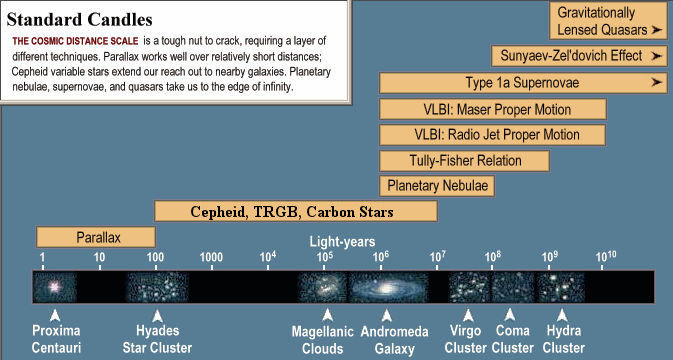 Standard Candles
THE COSMIC DISTANCE SCALE is a tough nut to crack, requiring a layer of
different techniques. Parallax works well over relatively short distances;
Cepheid variable stars extend our reach out to nearby galaxies. Planetary
nebulae, supernovae, and quasars take us to the edge of infinity.
Gravitationally
Lensed Quasars
Sunyaev-Zel'dovich Effect
Type 1a Supernovae
VLBI: Maser Proper Motion
VLBI: Radio Jet Proper Motion
Tully-Fisher Relation
Planetary Nebulae
Cepheid, TRGB, Carbon Stars
Parallax
Light-years
1 10 100 1000 10⁴ 10⁵ 10⁶ 10⁷ 10⁸ 10⁹ 10¹⁰
Proxima
Centauri
Hyades
Star Cluster
Magellanic
Clouds
Andromeda
Galaxy
Virgo
Cluster
Coma
Cluster
Hydra
Cluster